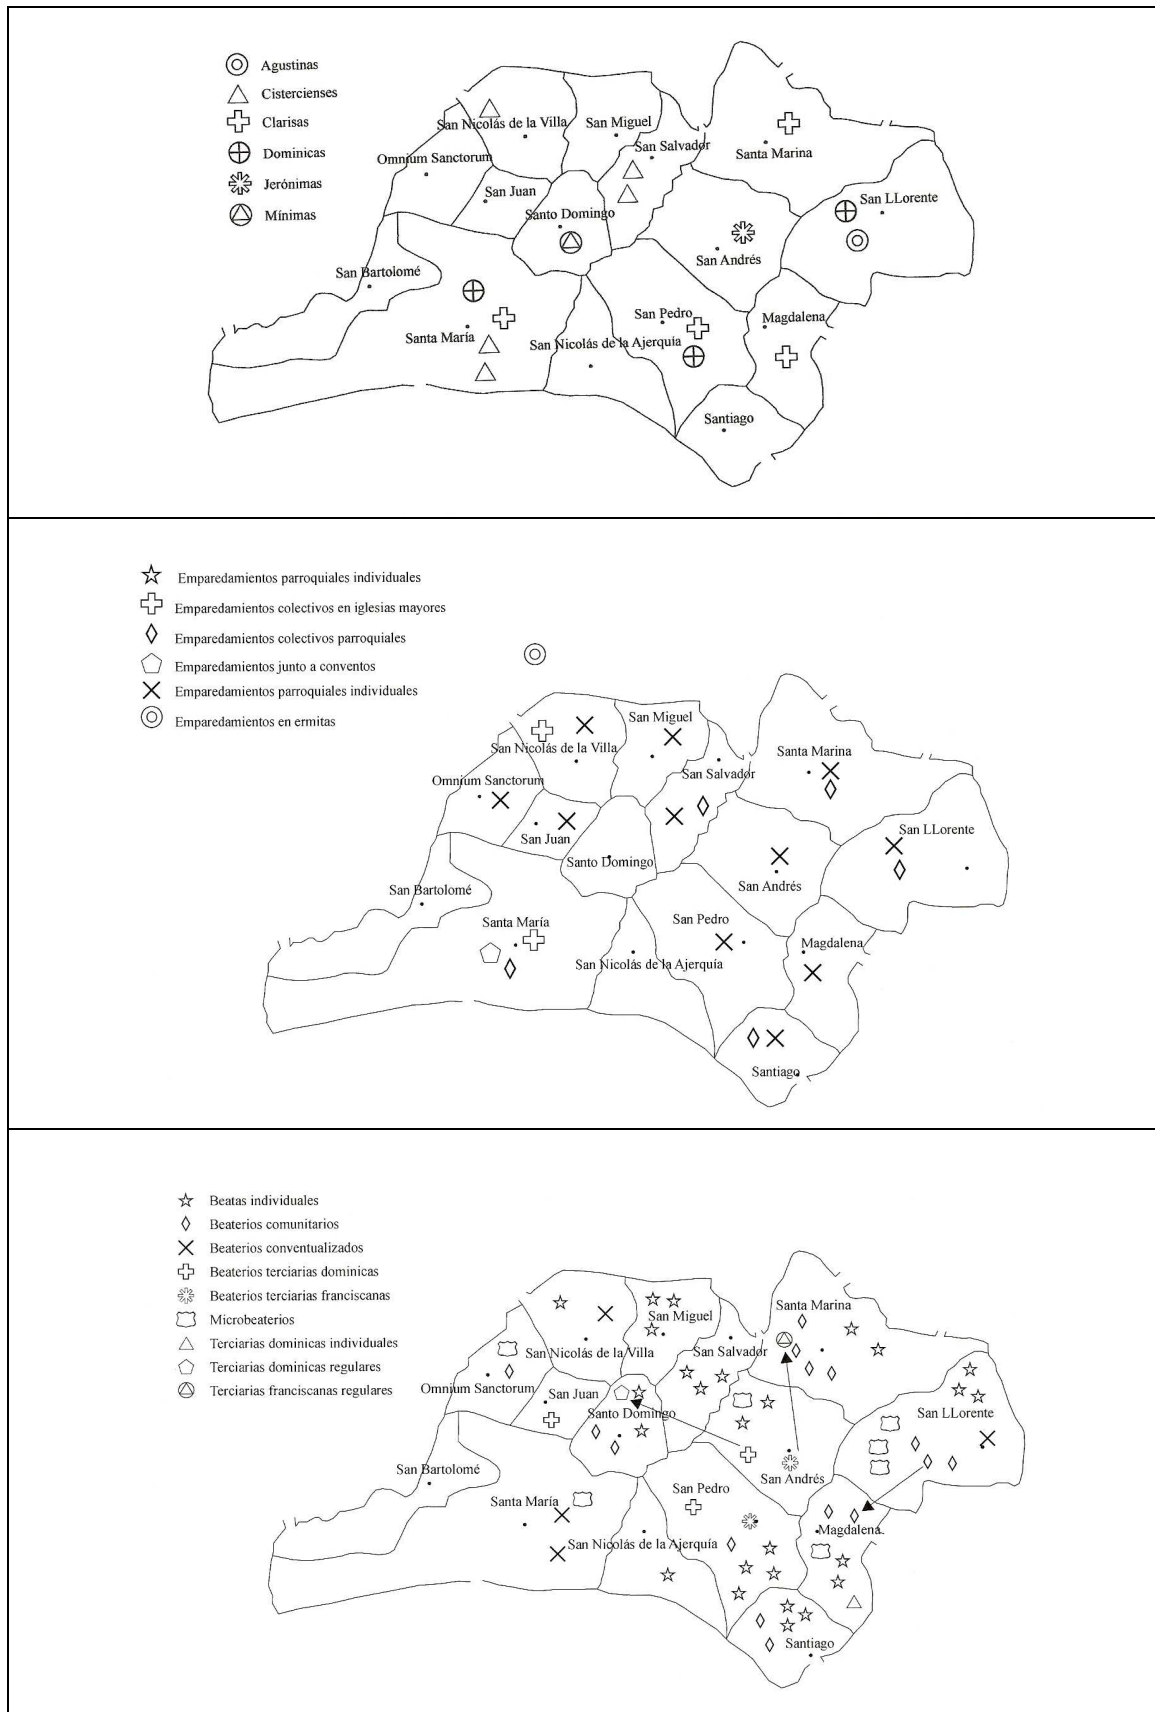 Agustinas
Cistercienses
Clarisas
Dominicas
Jerónimas
Mínimas
San Nicolás de la Villa
San Miguel
San Salvador
Santa Marina
Omnium Sanctorum
San Juan
San LLorente
Santo Domingo
San Andrés
San Bartolomé
San Pedro
Magdalena
Santa María
San Nicolás de la Ajerquía
Santiago
Emparedamientos parroquiales individuales
Emparedamientos colectivos en iglesias mayores
Emparedamientos colectivos parroquiales
Emparedamientos junto a conventos
Emparedamientos parroquiales individuales
Emparedamientos en ermitas
San Miguel
San Nicolás de la Villa
Santa Marina
San Salvador
Omnium Sanctorum
San LLorente
San Juan
Santo Domingo
San Andrés
San Bartolomé
Santa María
San Pedro
Magdalena
San Nicolás de la Ajerquía
Santiago
Beatas individuales
Beaterios comunitarios
Beaterios conventualizados
Beaterios terciarias dominicas
Beaterios terciarias franciscanas
Microbeaterios
Terciarias dominicas individuales
Terciarias dominicas regulares
Terciarias franciscanas regulares
Santa Marina
San Miguel
San Nicolás de la Villa
San Salvador
Omnium Sanctorum
San Juan
Santo Domingo
San LLorente
San Bartolomé
San Andrés
San Pedro
Santa María
Magdalena
San Nicolás de la Ajerquía
Santiago